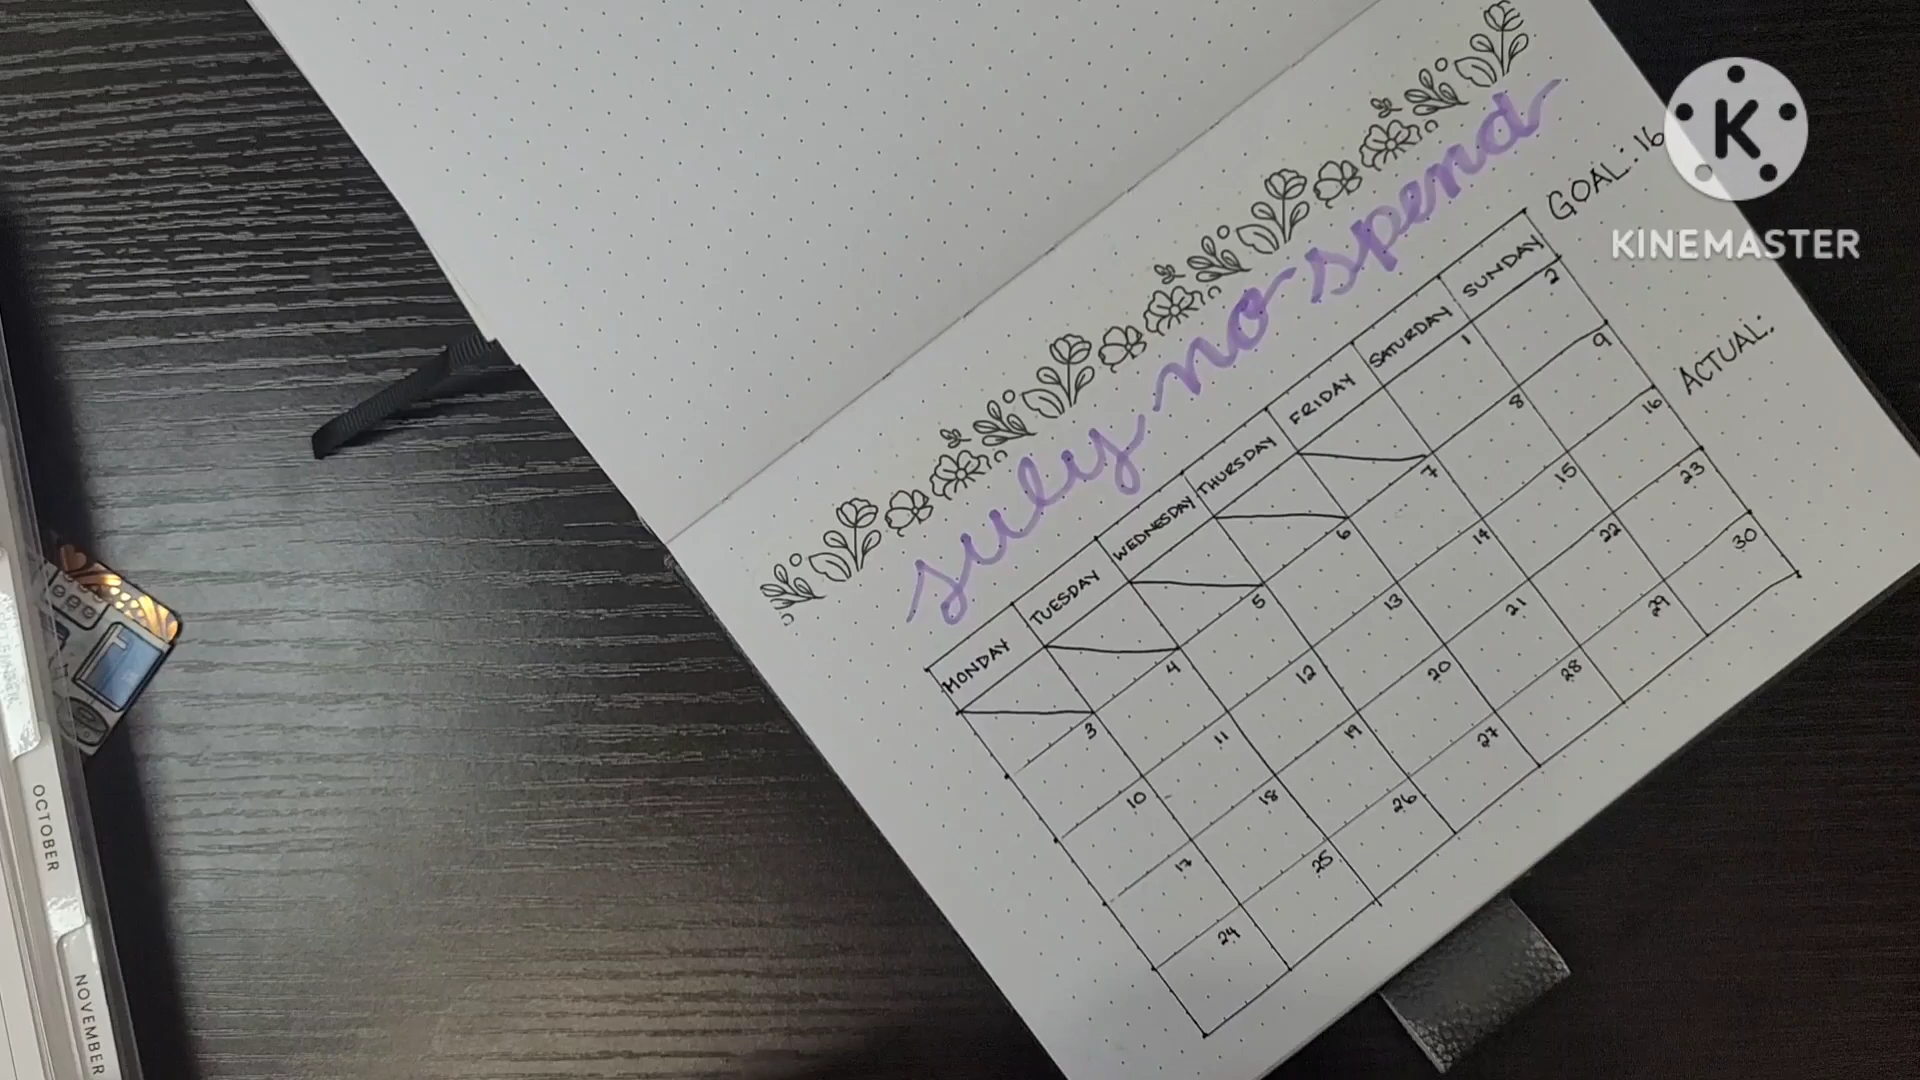 july no spend
GOAL: 16
ACTUAL:
MONDAY TUESDAY WEDNESDAY THURSDAY FRIDAY SATURDAY SUNDAY
1 2
3 4 5 6 7 8 9
10 11 12 13 14 15 16
17 18 19 20 21 22 23
24 25 26 27 28 29 30
K
KINEMASTER
OCTOBER
NOVEMBER